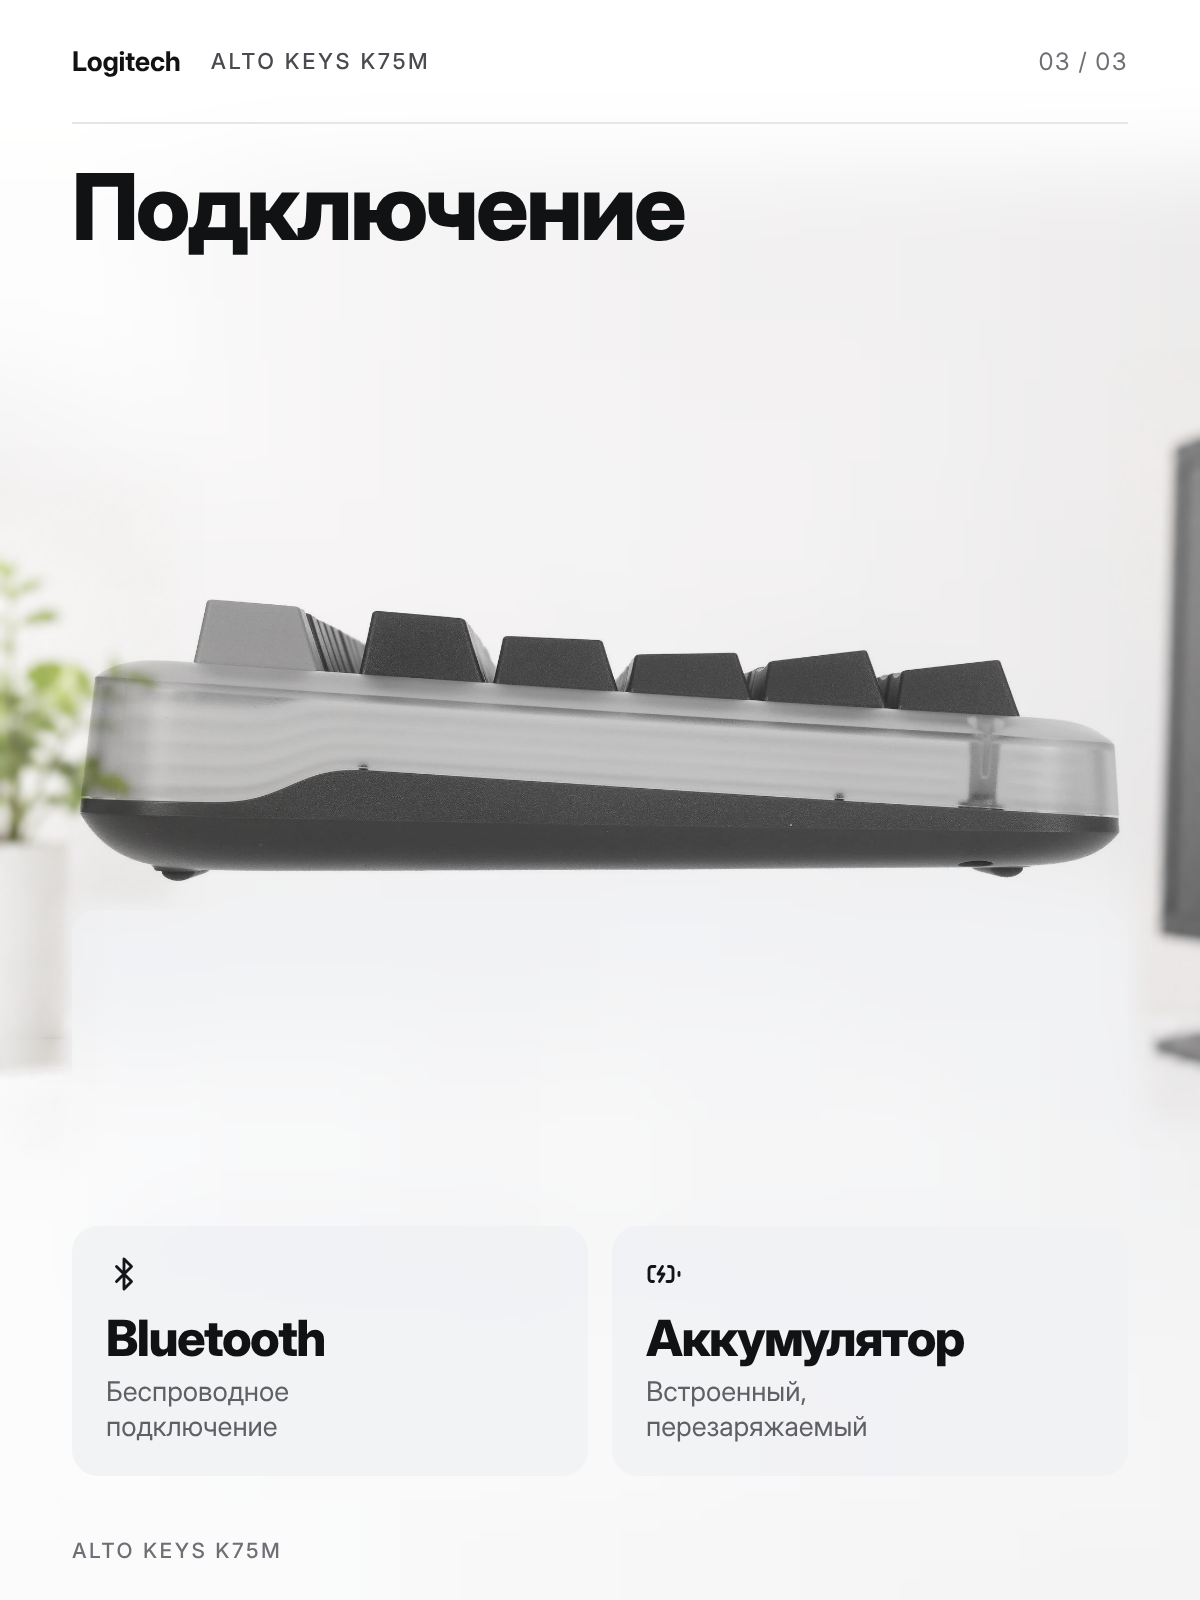 Logitech ALTO KEYS K75M 03 / 03
Подключение
Bluetooth
Беспроводное
подключение
Аккумулятор
Встроенный,
перезаряжаемый
ALTO KEYS K75M